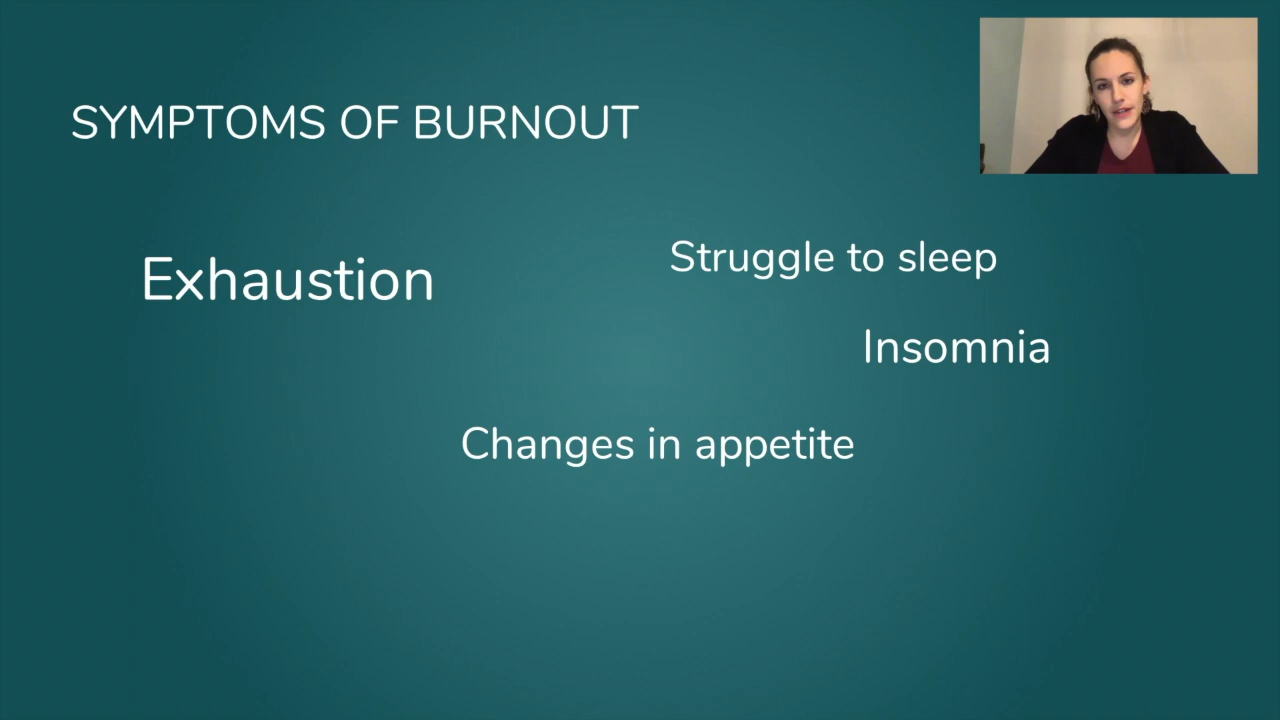 SYMPTOMS OF BURNOUT
Exhaustion
Struggle to sleep
Insomnia
Changes in appetite